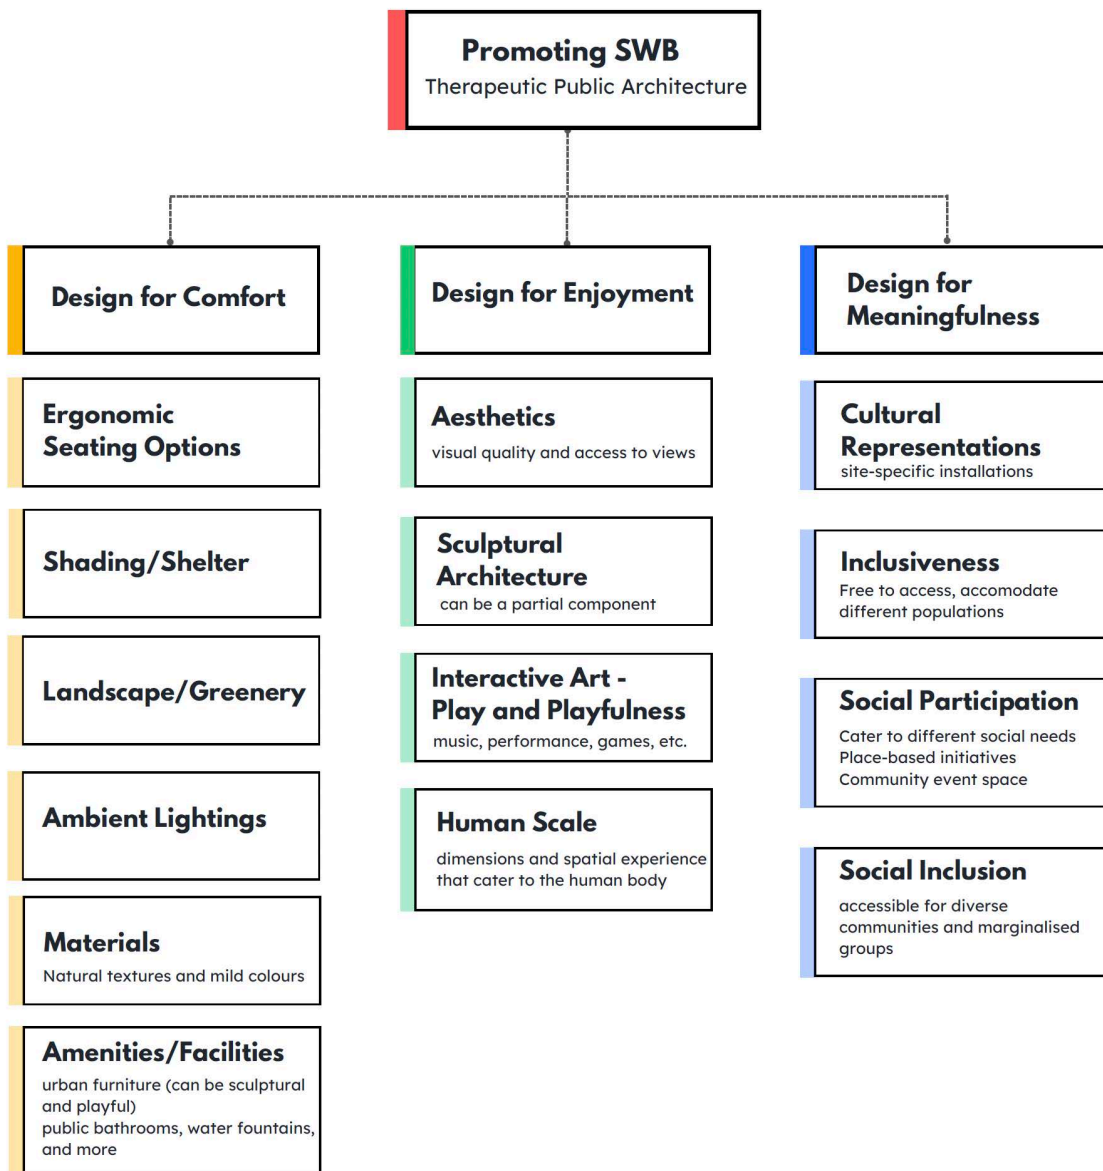 Promoting SWB
Therapeutic Public Architecture
Design for Comfort
Ergonomic
Seating Options
Shading/Shelter
Landscape/Greenery
Ambient Lightings
Materials
Natural textures and mild colours
Amenities/Facilities
urban furniture (can be sculptural
and playful)
public bathrooms, water fountains,
and more
Design for Enjoyment
Aesthetics
visual quality and access to views
Sculptural
Architecture
can be a partial component
Interactive Art -
Play and Playfulness
music, performance, games, etc.
Human Scale
dimensions and spatial experience
that cater to the human body
Design for
Meaningfulness
Cultural
Representations
site-specific installations
Inclusiveness
Free to access, accomodate
different populations
Social Participation
Cater to different social needs
Place-based initiatives
Community event space
Social Inclusion
accessible for diverse
communities and marginalised
groups